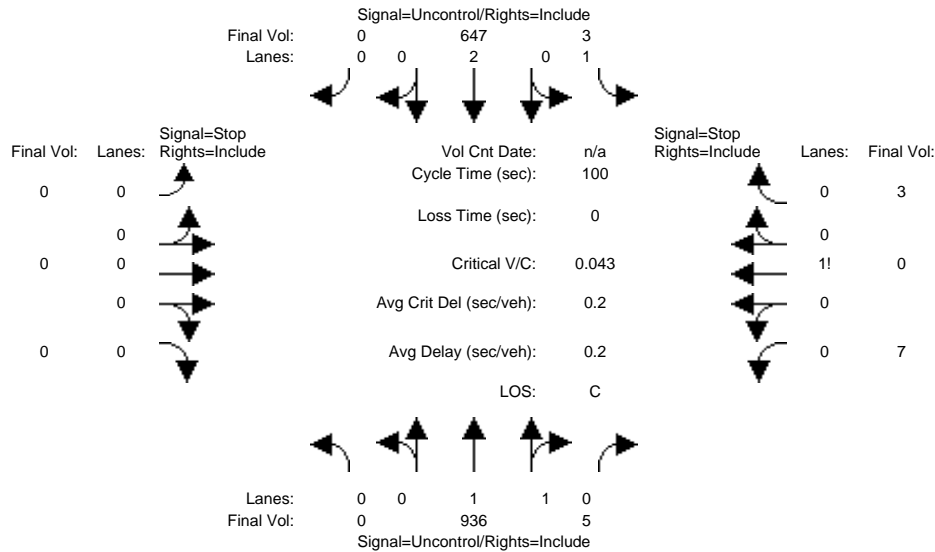 Signal=Uncontrol/Rights=Include
Final Vol: 0 647 3
Lanes: 0 0 2 0 1
Signal=Stop
Final Vol: Lanes: Rights=Include
Vol Cnt Date: n/a
Signal=Stop
Rights=Include Lanes: Final Vol:
Cycle Time (sec): 100
0 0
0 3
Loss Time (sec): 0
0
0
0 0
Critical V/C: 0.043
1! 0
0
Avg Crit Del (sec/veh): 0.2
0
0 0
Avg Delay (sec/veh): 0.2
0 7
LOS: C
Lanes: 0 0 1 1 0
Final Vol: 0 936 5
Signal=Uncontrol/Rights=Include